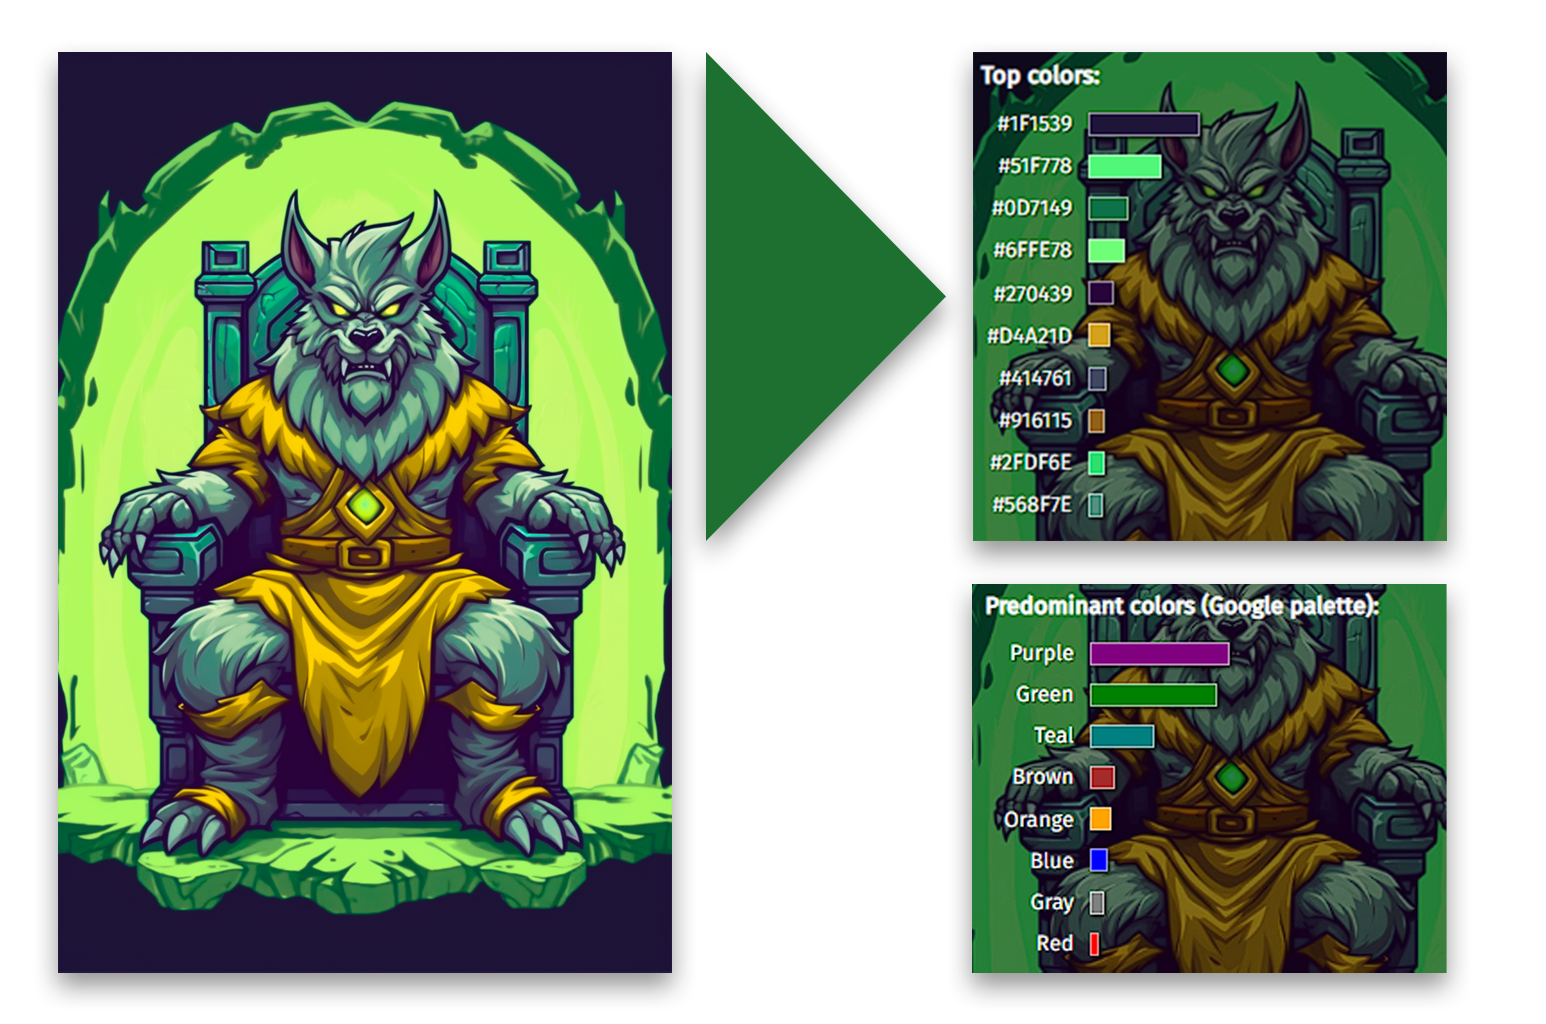 Top colors:
#1F1539
#51F778
#0D7149
#6FFE78
#270439
#D4A21D
#414761
#916115
#2FDF6E
#568F7E
Predominant colors (Google palette):
Purple
Green
Teal
Brown
Orange
Blue
Gray
Red